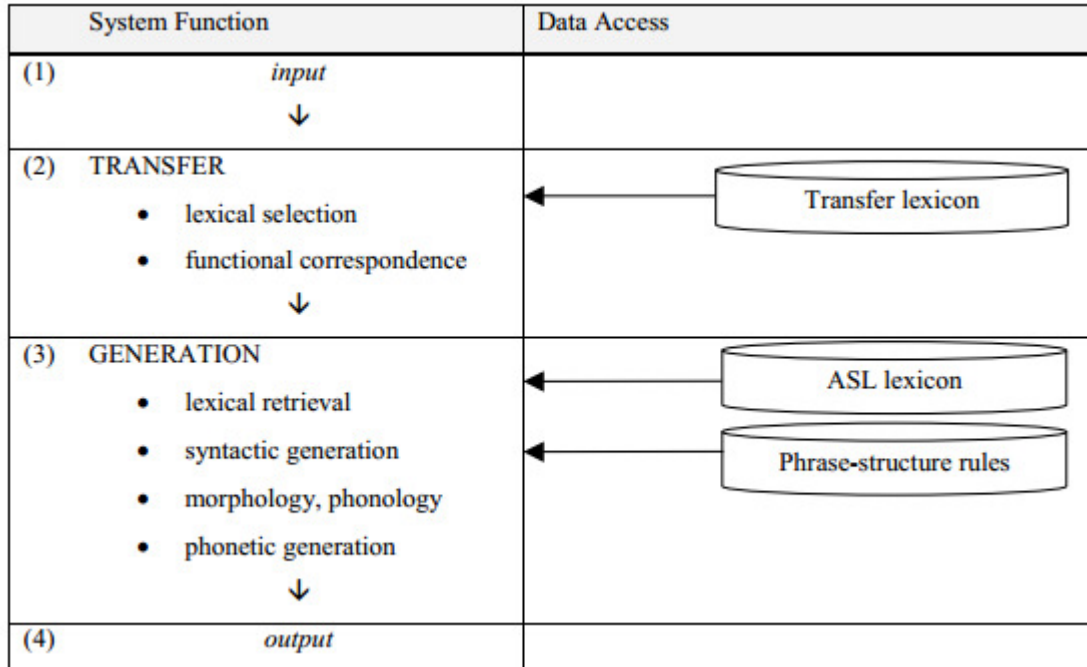 System Function Data Access
(1) input
↓
(2) TRANSFER
• lexical selection
• functional correspondence
↓
Transfer lexicon
(3) GENERATION
• lexical retrieval
• syntactic generation
• morphology, phonology
• phonetic generation
↓
ASL lexicon
Phrase-structure rules
(4) output